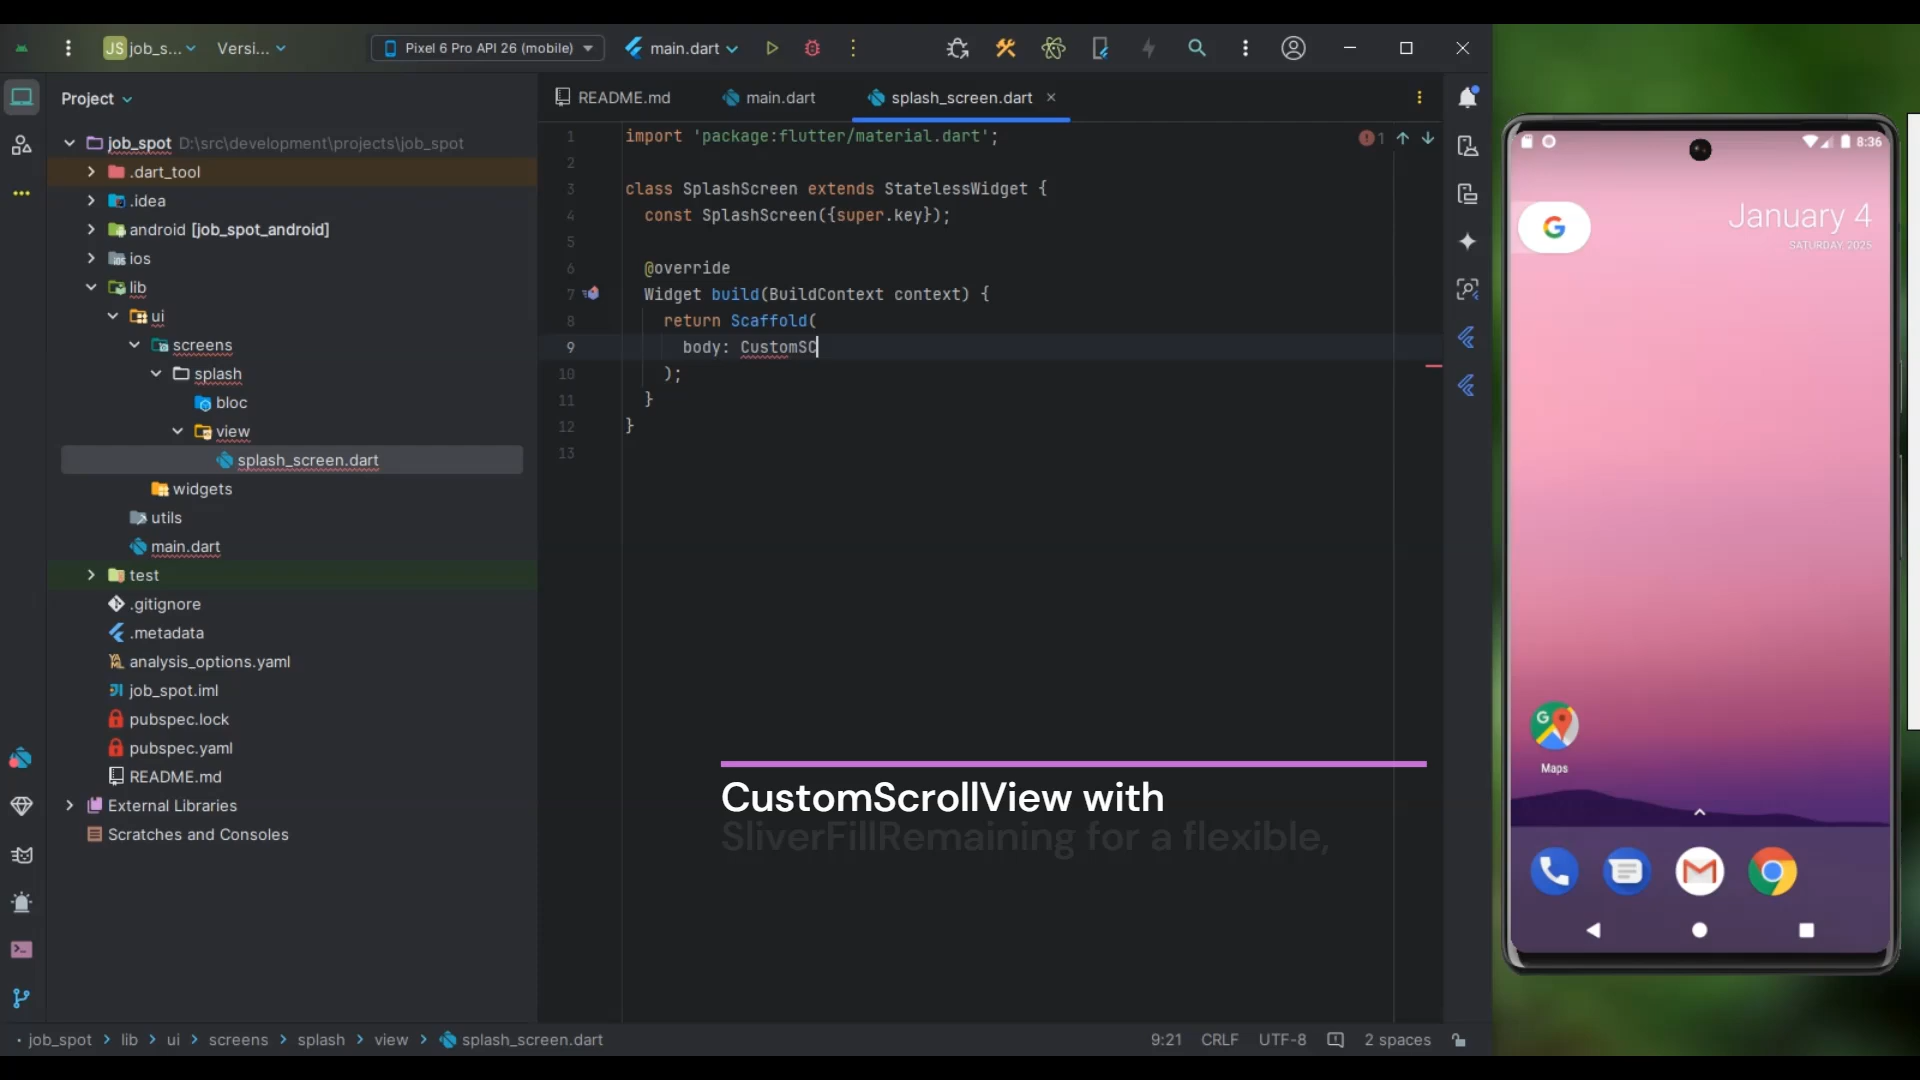 JS job_s...
Versi...
Pixel 6 Pro API 26 (mobile)
main.dart
Project
README.md
main.dart
splash_screen.dart
job_spot D:\src\development\projects\job_spot
.dart_tool
.idea
android [job_spot_android]
ios
lib
ui
screens
splash
bloc
view
splash_screen.dart
widgets
utils
main.dart
test
.gitignore
.metadata
analysis_options.yaml
job_spot.iml
pubspec.lock
pubspec.yaml
README.md
External Libraries
Scratches and Consoles
1 import 'package:flutter/material.dart';
2
3 class SplashScreen extends StatelessWidget {
4 const SplashScreen({super.key});
5
6 @override
7 Widget build(BuildContext context) {
8 return Scaffold(
9 body: CustomSC
10 );
11 }
12 }
13
1
CustomScrollView with
SliverFillRemaining for a flexible,
8:36
January 4
SATURDAY 2025
Maps
job_spot > lib > ui > screens > splash > view > splash_screen.dart
9:21 CRLF UTF-8 2 spaces